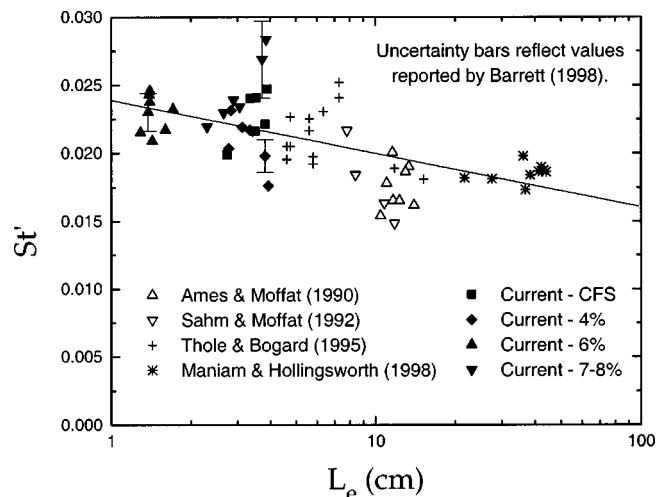 0.030
0.025
0.020
0.015
0.010
0.005
0.000
St'
Uncertainty bars reflect values
reported by Barrett (1998).
Ames & Moffat (1990)
Sahm & Moffat (1992)
Thole & Bogard (1995)
Maniam & Hollingsworth (1998)
Current - CFS
Current - 4%
Current - 6%
Current - 7-8%
1 10 100
Le (cm)